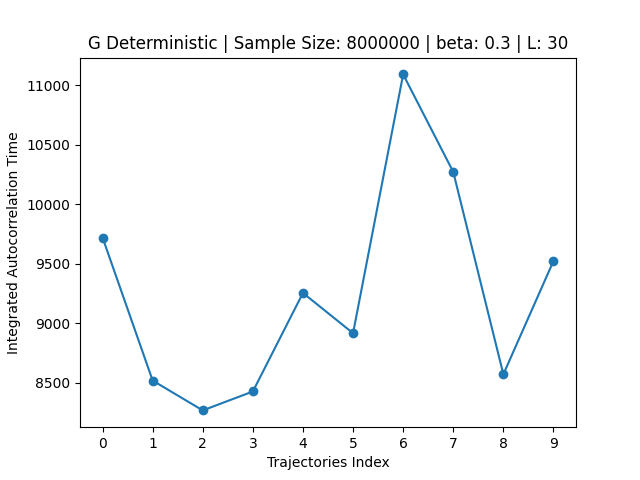 G Deterministic | Sample Size: 8000000 | beta: 0.3 | L: 30
Integrated Autocorrelation Time
11000
10500
10000
9500
9000
8500
0 1 2 3 4 5 6 7 8 9
Trajectories Index